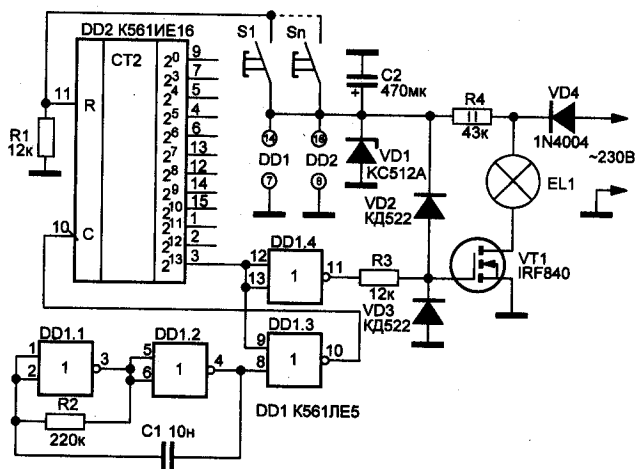 DD2 К561ИЕ16
CT2
S1
Sn
11
R
R1
12к
10
C
2⁰ 9
2³ 7
2⁴ 5
2⁵ 4
2⁶ 6
2⁷ 13
2⁸ 12
2⁹ 14
2¹⁰ 15
2¹¹ 1
2¹² 2
2¹³ 3
C2
470мк
+
14
16
DD1
DD2
7
8
VD1
КС512А
R4
43к
VD4
1N4004
~230В
EL1
VD2
КД522
VT1
IRF840
DD1.4
12
13
1
11
R3
12к
VD3
КД522
DD1.3
9
8
1
10
DD1 К561ЛЕ5
DD1.1
1
2
1
3
DD1.2
5
6
1
4
R2
220к
C1 10н